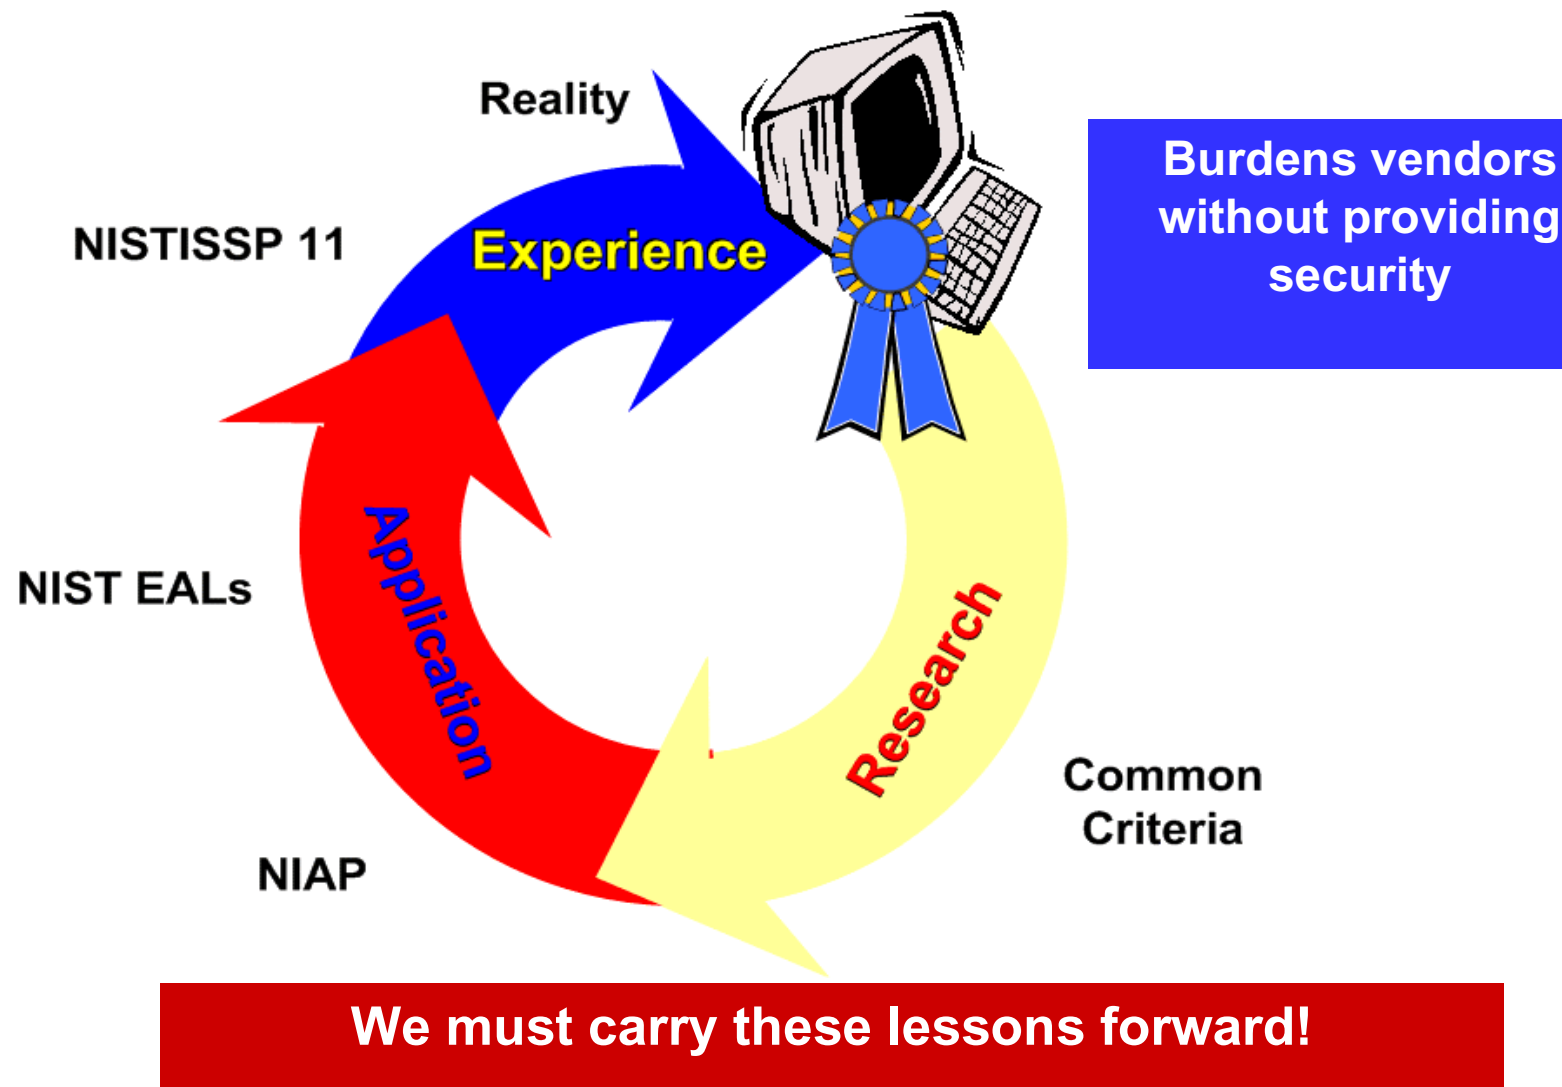 Reality
Burdens vendors
without providing
security
NISTISSP 11
Experience
Application
NIST EALs
Research
Common
Criteria
NIAP
We must carry these lessons forward!